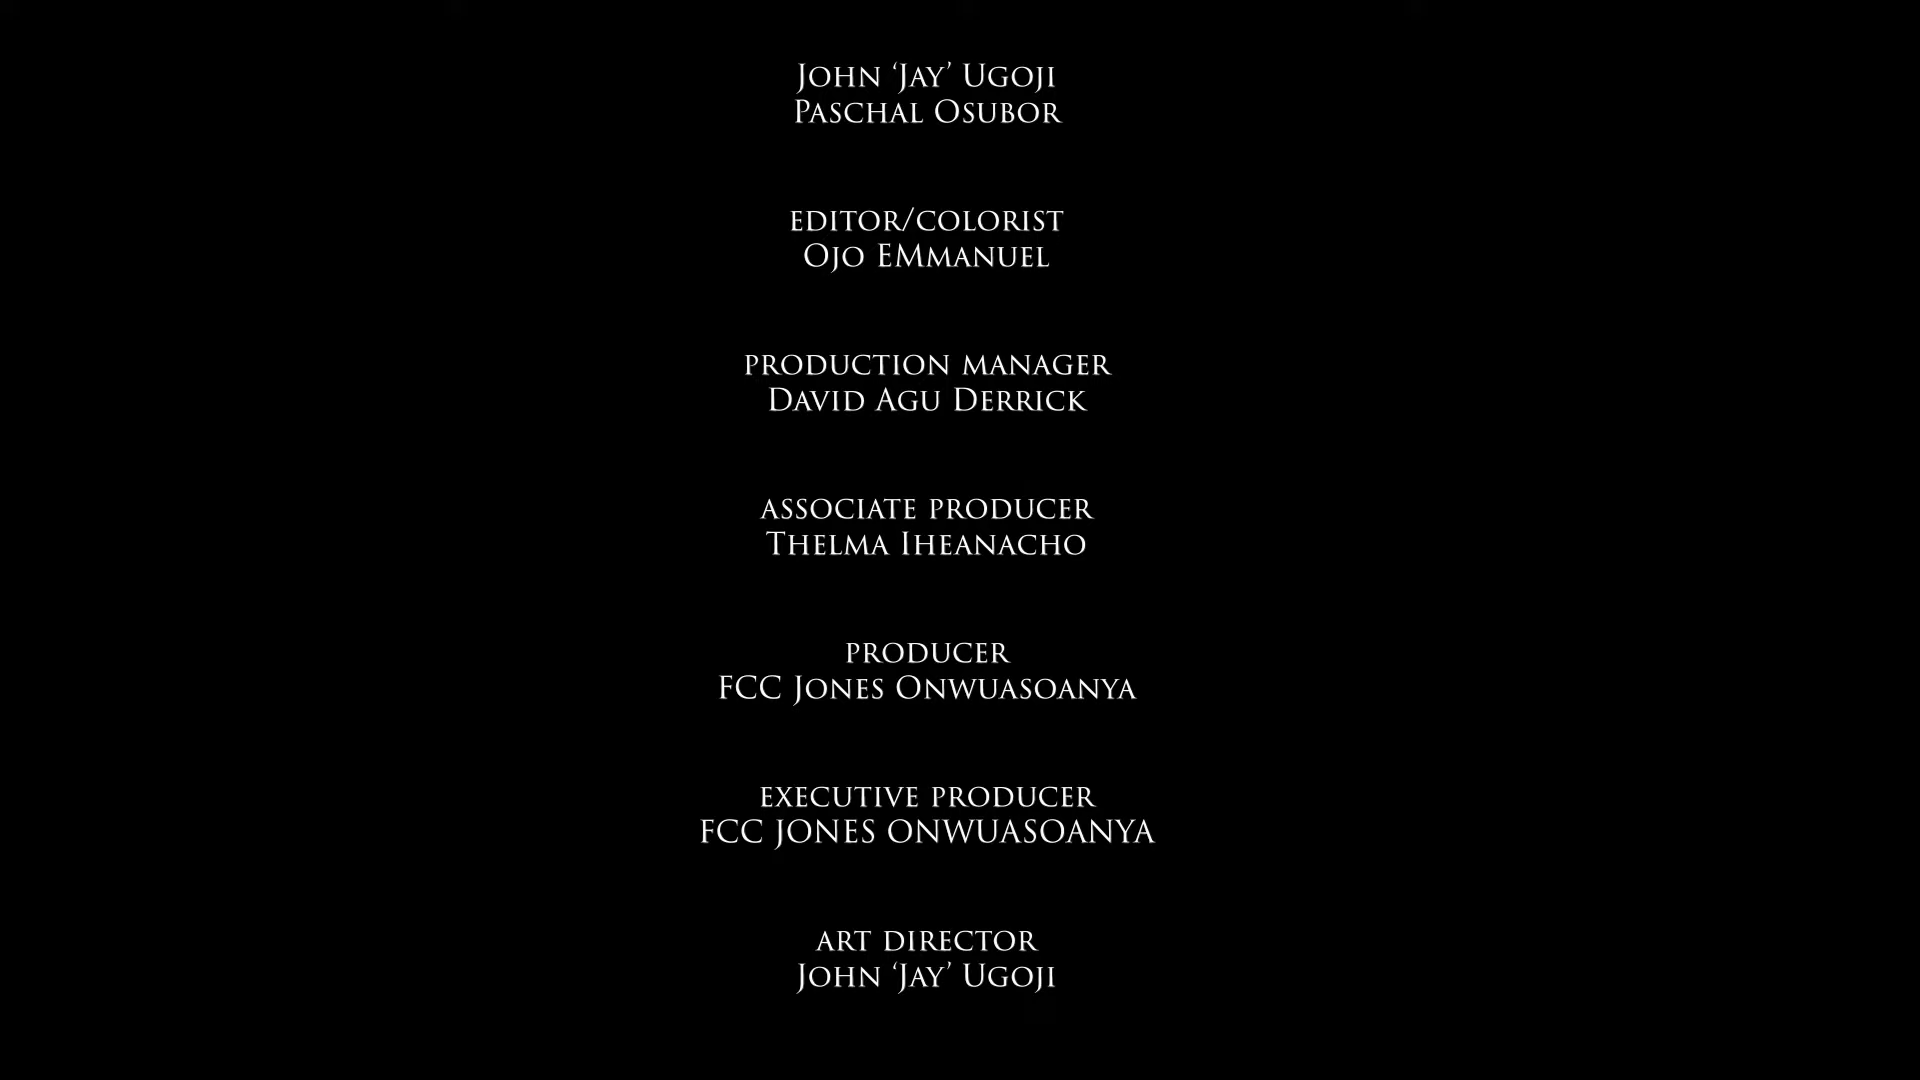 John ‘Jay’ Ugoji
Paschal Osubor
editor/colorist
Ojo EMmanuel
production manager
David Agu Derrick
associate producer
Thelma Iheanacho
producer
FCC Jones Onwuasoanya
executive producer
FCC JONES ONWUASOANYA
art director
John ‘Jay’ Ugoji